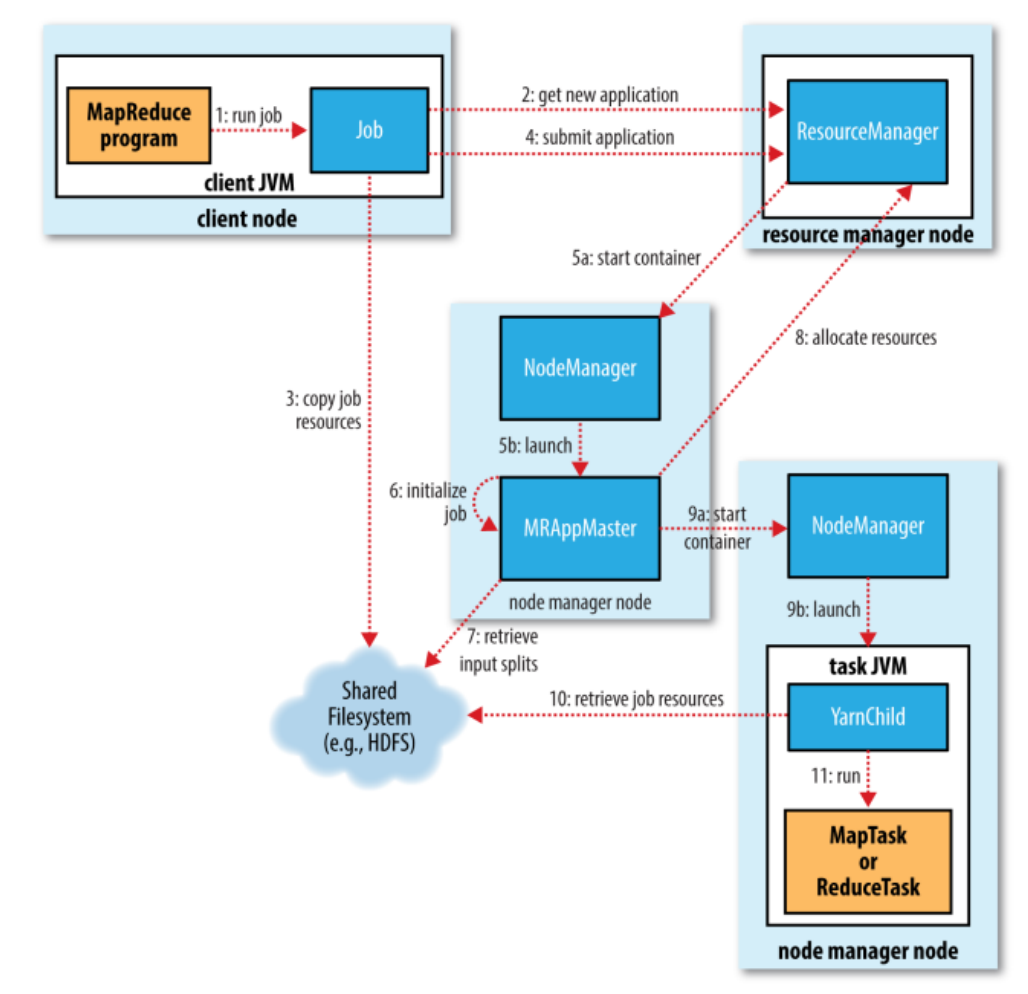 MapReduce
program
1: run job
Job
client JVM
client node
2: get new application
4: submit application
ResourceManager
resource manager node
5a: start container
8: allocate resources
3: copy job
resources
NodeManager
5b: launch
6: initialize
job
MRAppMaster
node manager node
9a: start
container
NodeManager
9b: launch
7: retrieve
input splits
Shared
Filesystem
(e.g., HDFS)
10: retrieve job resources
task JVM
YarnChild
11: run
MapTask
or
ReduceTask
node manager node